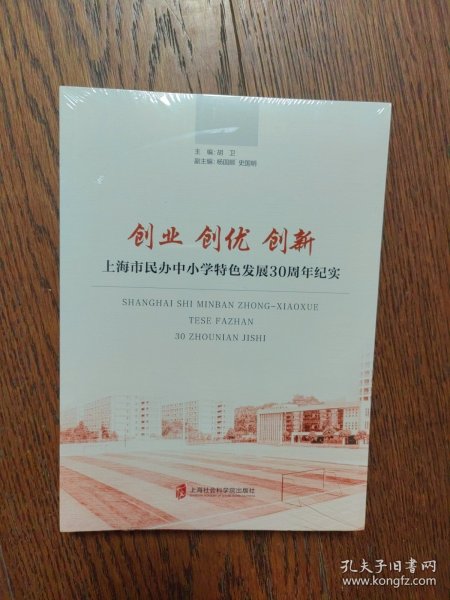 主 编: 胡 卫
副主编: 杨国顺 史国明
创业 创优 创新
上海市民办中小学特色发展30周年纪实
SHANGHAI SHI MINBAN ZHONG-XIAOXUE
TESE FAZHAN
30 ZHOUNIAN JISHI
上海社会科学院出版社
孔夫子旧书网
www.kongfz.com